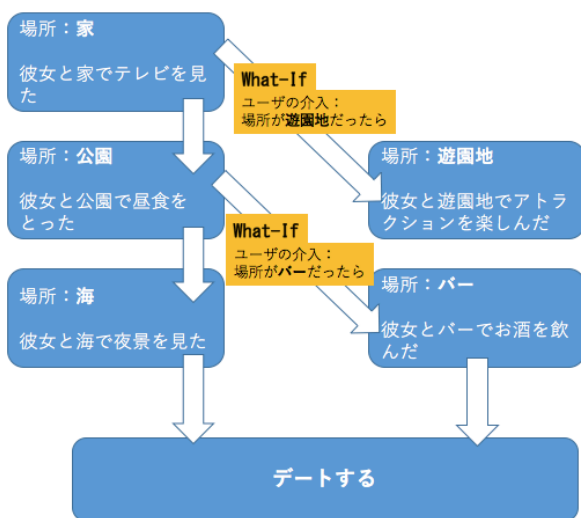 場所：家
彼女と家でテレビを見
た
What-If
ユーザの介入：
場所が遊園地だったら
場所：公園
彼女と公園で昼食を
とった
場所：遊園地
彼女と遊園地でアトラ
クションを楽しんだ
What-If
ユーザの介入：
場所がバーだったら
場所：海
彼女と海で夜景を見た
場所：バー
彼女とバーでお酒を飲
んだ
デートする